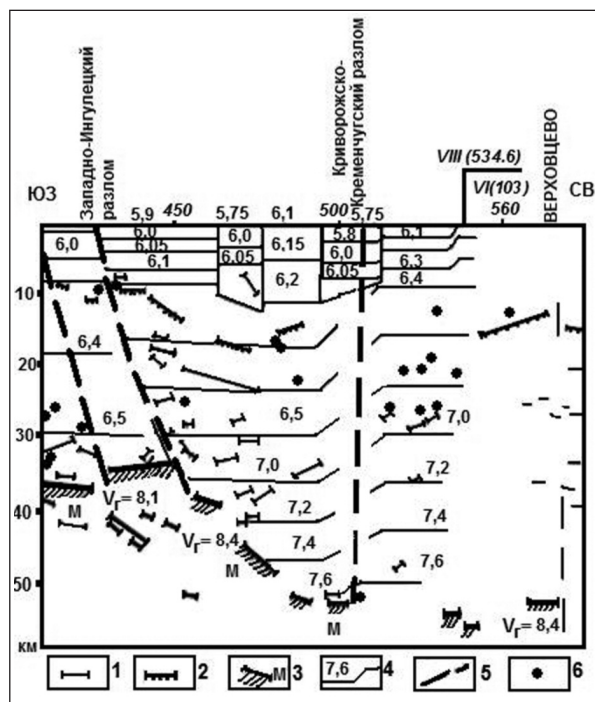 Западно-Ингулецкий
разлом
Криворожско-
Кременчугский разлом
VIII (534.6)
VI(103)
ВЕРХОВЦЕВО
ЮЗ
СВ
5,9
450
5,75
6,1
500
5,75
560
6,0
6,0
6,05
6,1
6,0
6.05
6,15
6,2
5.8
6,0
6.05
6,1
6.3
6,4
10
20
30
40
50
км
6,4
6,5
6,5
7,0
7,0
7,2
7,2
7,4
7,4
7,6
7,6
Vг= 8,1
Vг= 8,4
Vг= 8,4
М
М
М
1
2
М 3
7,6 4
5
6